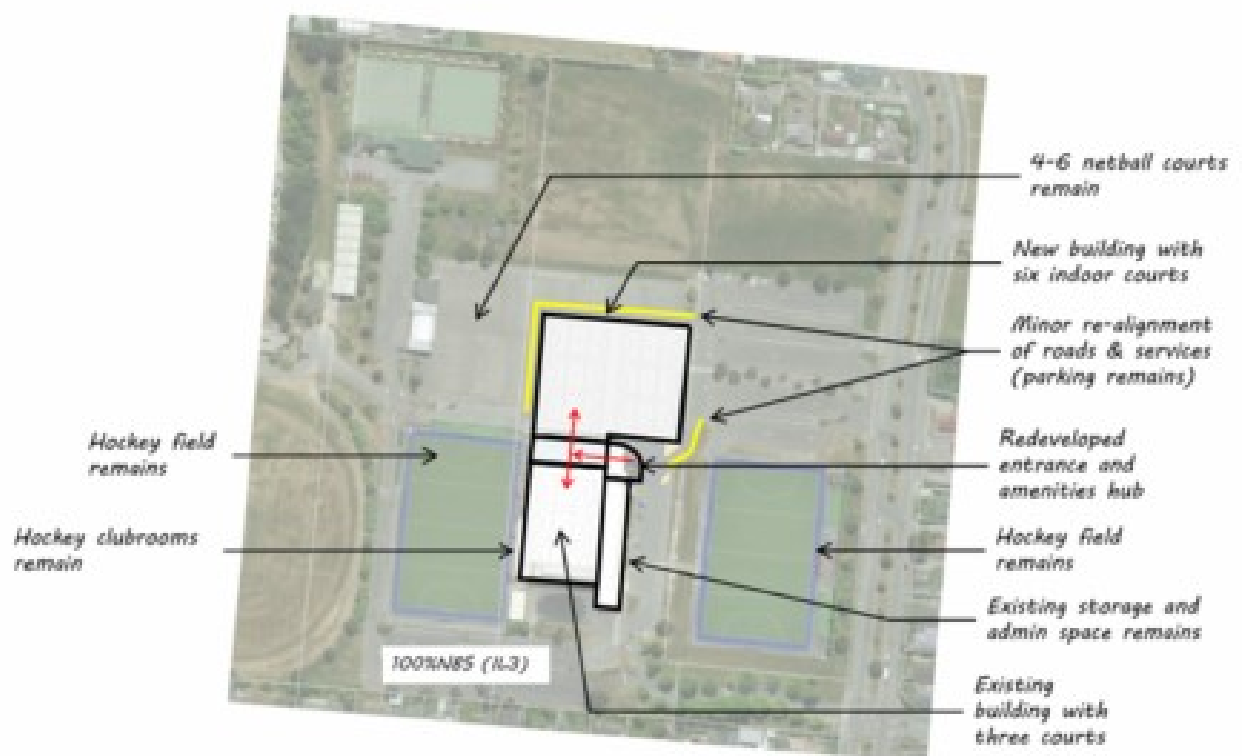 4-6 netball courts
remain
New building with
six indoor courts
Minor re-alignment
of roads & services
(parking remains)
Hockey field
remains
Redeveloped
entrance and
amenities hub
Hockey clubrooms
remain
Hockey field
remains
Existing storage and
admin space remains
100%NBS (IL3)
Existing
building with
three courts